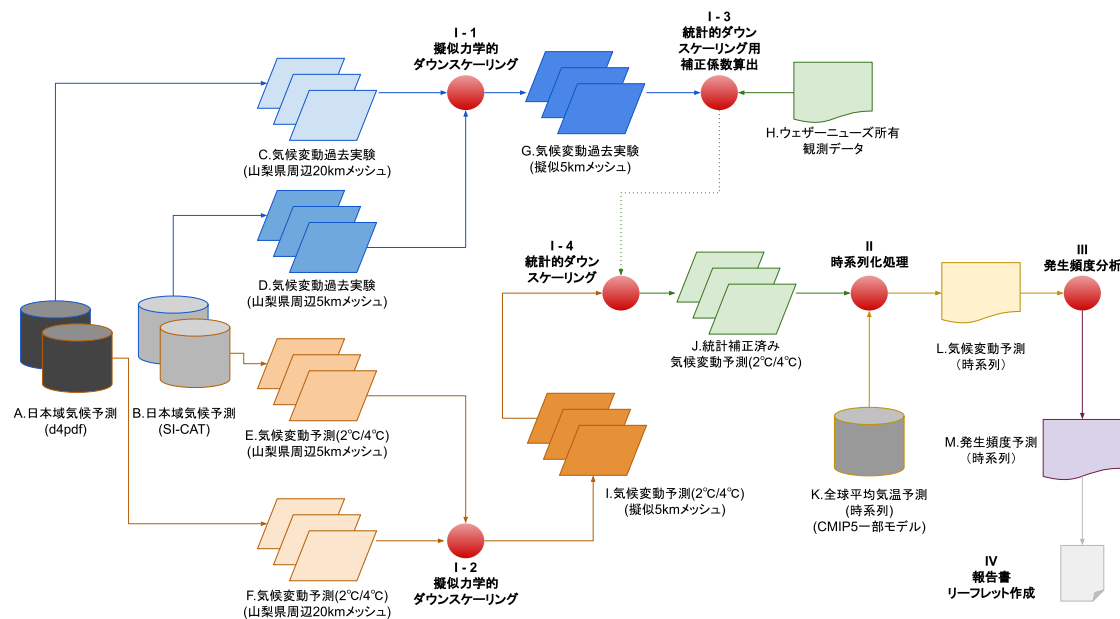 I - 1
擬似力学的
ダウンスケーリング
I - 3
統計的ダウン
スケーリング用
補正係数算出
C.気候変動過去実験
(山梨県周辺20kmメッシュ)
G.気候変動過去実験
(擬似5kmメッシュ)
H.ウェザーニューズ所有
観測データ
D.気候変動過去実験
(山梨県周辺5kmメッシュ)
I - 4
統計的ダウン
スケーリング
II
時系列化処理
III
発生頻度分析
J.統計補正済み
気候変動予測(2℃/4℃)
L.気候変動予測
（時系列）
A.日本域気候予測
(d4pdf)
B.日本域気候予測
(SI-CAT)
E.気候変動予測(2℃/4℃)
(山梨県周辺5kmメッシュ)
M.発生頻度予測
（時系列）
I.気候変動予測(2℃/4℃)
(擬似5kmメッシュ)
K.全球平均気温予測
(時系列)
(CMIP5一部モデル)
F.気候変動予測(2℃/4℃)
(山梨県周辺20kmメッシュ)
I - 2
擬似力学的
ダウンスケーリング
IV
報告書
リーフレット作成